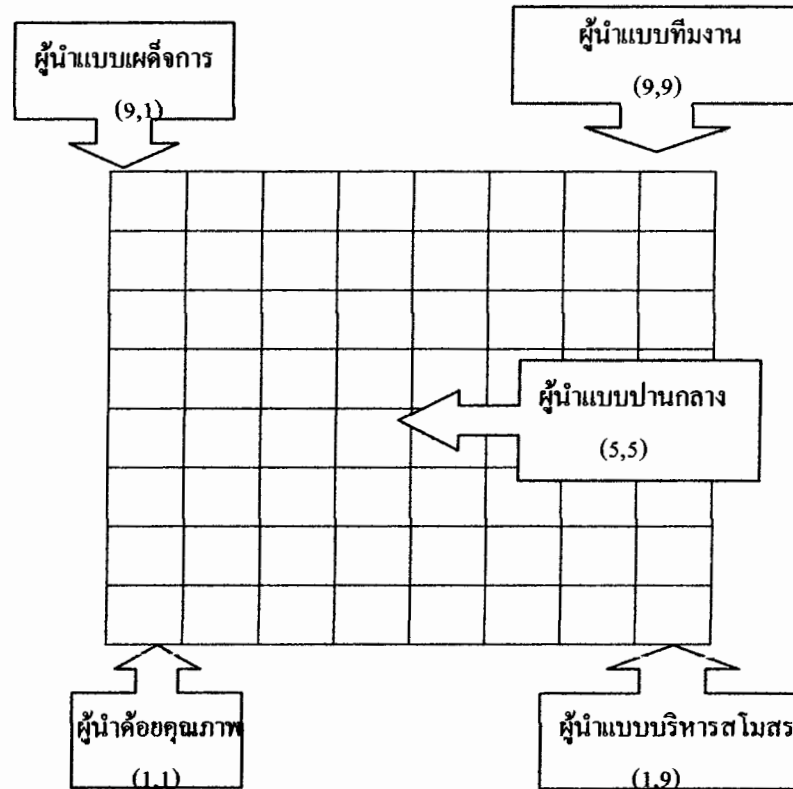 ผู้นำแบบเผด็จการ
(9,1)
ผู้นำแบบทีมงาน
(9,9)
ผู้นำแบบปานกลาง
(5,5)
ผู้นำด้อยคุณภาพ
(1,1)
ผู้นำแบบบริหารสโมสร
(1,9)